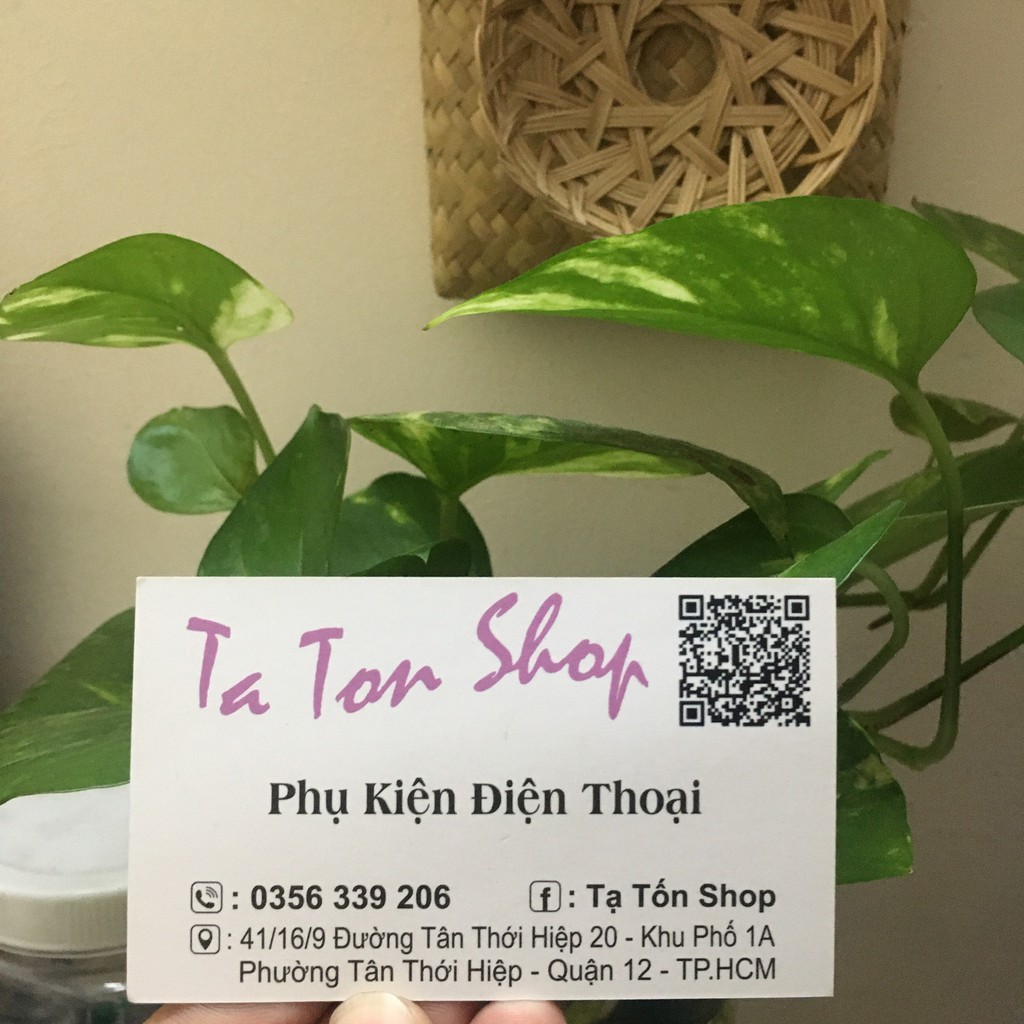 Ta Ton Shop
Phụ Kiện Điện Thoại
: 0356 339 206
: Tạ Tốn Shop
: 41/16/9 Đường Tân Thới Hiệp 20 - Khu Phố 1A
Phường Tân Thới Hiệp - Quận 12 - TP.HCM